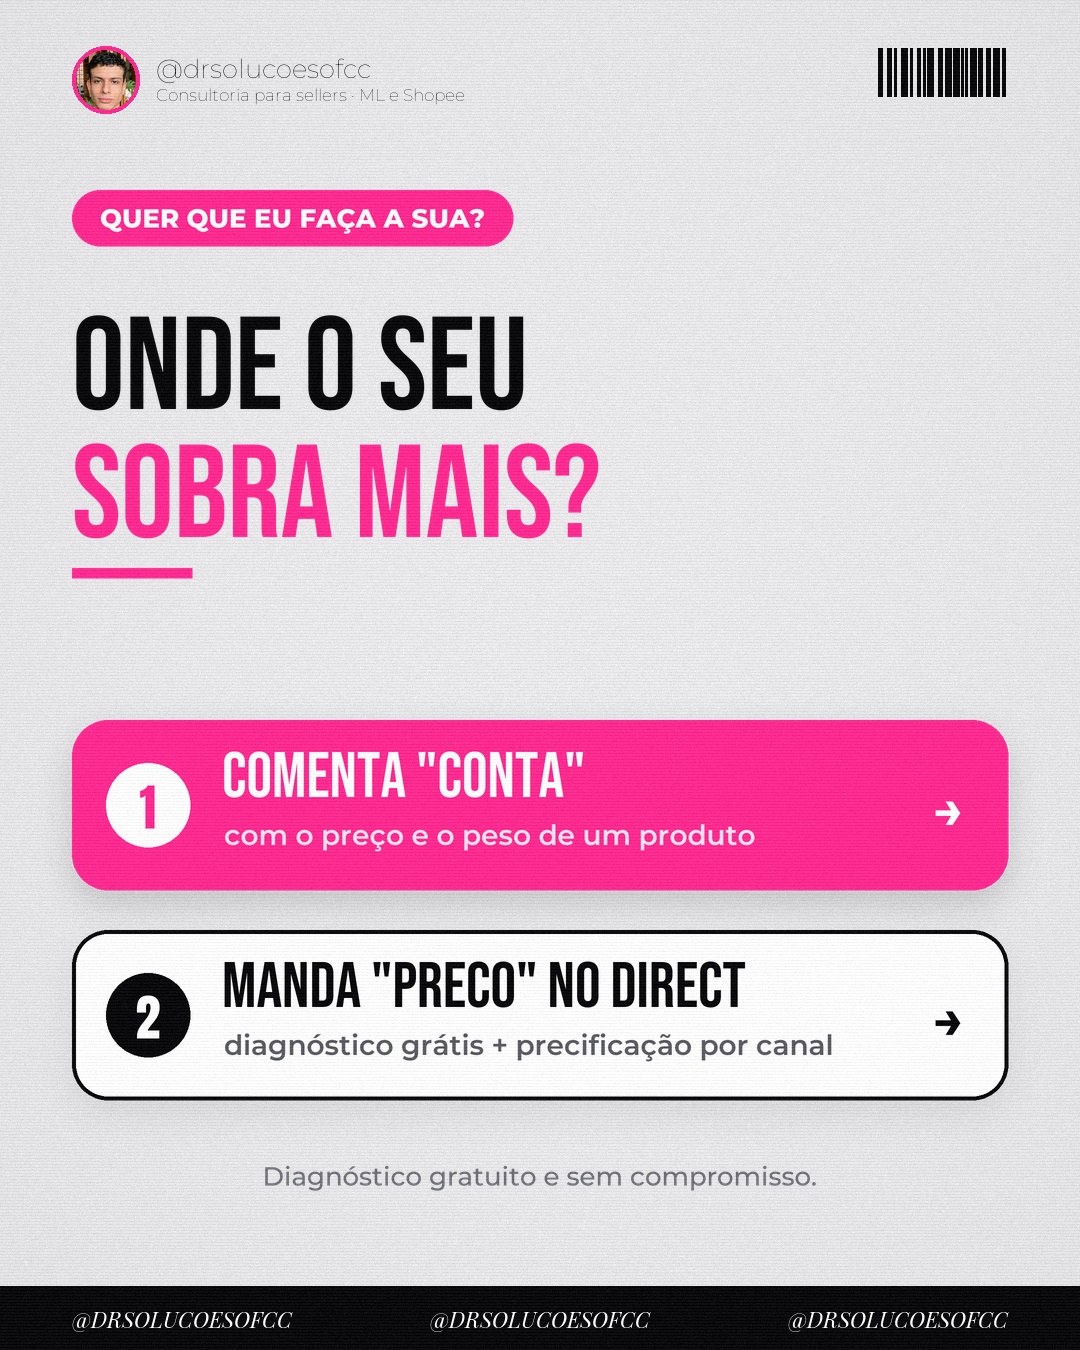 @drsolucoesofcc
Consultoria para sellers · ML e Shopee
QUER QUE EU FAÇA A SUA?
ONDE O SEU
SOBRA MAIS?
1
COMENTA "CONTA"
com o preço e o peso de um produto
2
MANDA "PRECO" NO DIRECT
diagnóstico grátis + precificação por canal
Diagnóstico gratuito e sem compromisso.
@DRSOLUCOESOFCC @DRSOLUCOESOFCC @DRSOLUCOESOFCC